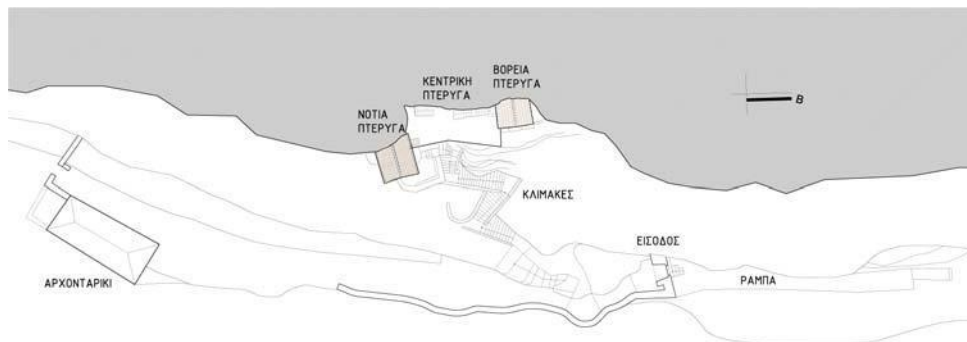 ΒΟΡΕΙΑ
ΠΤΕΡΥΓΑ
ΚΕΝΤΡΙΚΗ
ΠΤΕΡΥΓΑ
ΝΟΤΙΑ
ΠΤΕΡΥΓΑ
Β
ΚΛΙΜΑΚΕΣ
ΕΙΣΟΔΟΣ
ΑΡΧΟΝΤΑΡΙΚΙ
ΡΑΜΠΑ